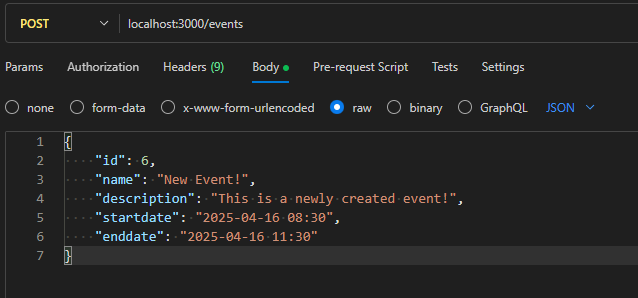 POST localhost:3000/events
Params Authorization Headers (9) Body Pre-request Script Tests Settings
none form-data x-www-form-urlencoded raw binary GraphQL JSON
1 {
2 "id": 6,
3 "name": "New Event!",
4 "description": "This is a newly created event!",
5 "startdate": "2025-04-16 08:30",
6 "enddate": "2025-04-16 11:30"
7 }